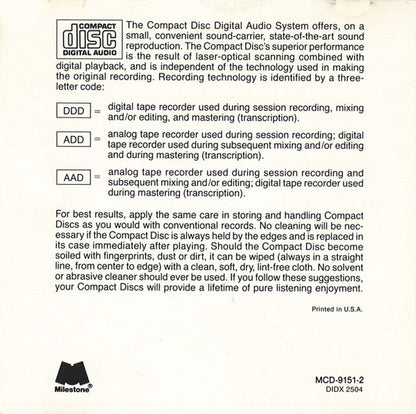 COMPACT
disc
DIGITAL AUDIO
The Compact Disc Digital Audio System offers, on a
small, convenient sound-carrier, state-of-the-art sound
reproduction. The Compact Disc's superior performance
is the result of laser-optical scanning combined with
digital playback, and is independent of the technology used in making
the original recording. Recording technology is identified by a three-
letter code:
DDD = digital tape recorder used during session recording, mixing
and/or editing, and mastering (transcription).
ADD = analog tape recorder used during session recording; digital
tape recorder used during subsequent mixing and/or editing
and during mastering (transcription).
AAD = analog tape recorder used during session recording and
subsequent mixing and/or editing; digital tape recorder used
during mastering (transcription).
For best results, apply the same care in storing and handling Compact
Discs as you would with conventional records. No cleaning will be nec-
essary if the Compact Disc is always held by the edges and is replaced in
its case immediately after playing. Should the Compact Disc become
soiled with fingerprints, dust or dirt, it can be wiped (always in a straight
line, from center to edge) with a clean, soft, dry, lint-free cloth. No solvent
or abrasive cleaner should ever be used. If you follow these suggestions,
your Compact Discs will provide a lifetime of pure listening enjoyment.
Printed in U.S.A.
Milestone®
MCD-9151-2
DIDX 2504